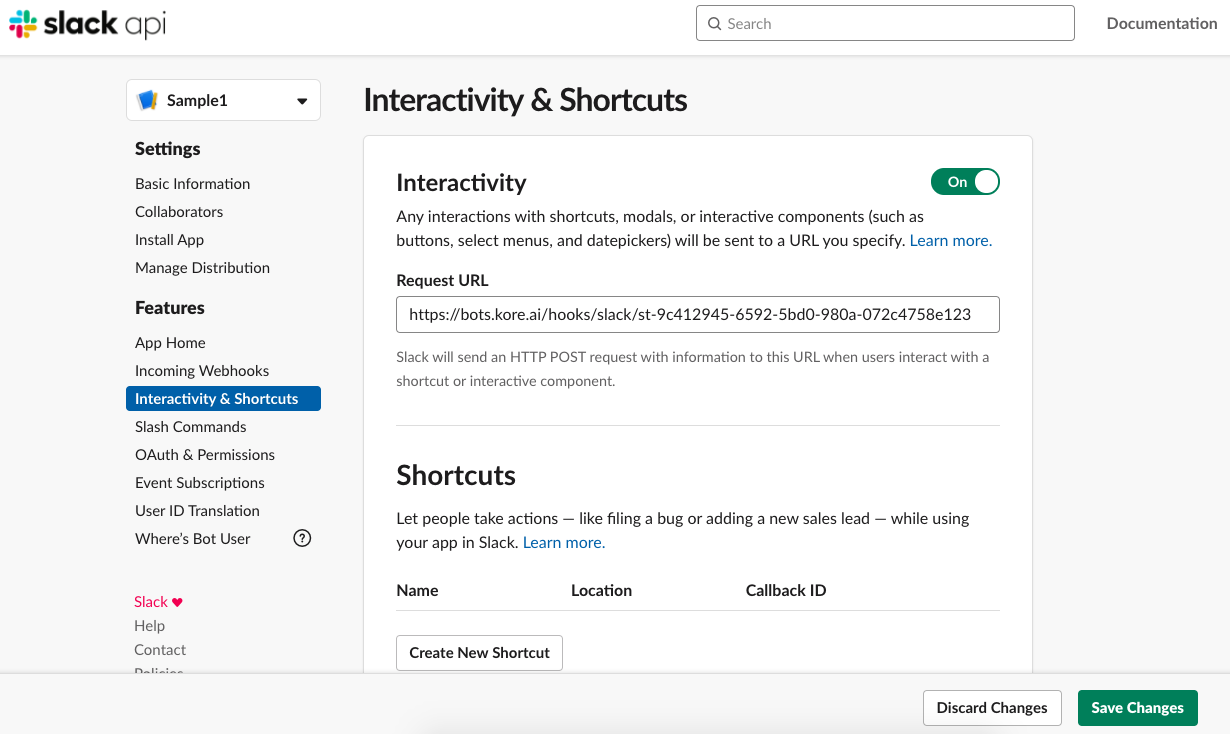 slack api
Search
Documentation
Sample1
Settings
Basic Information
Collaborators
Install App
Manage Distribution
Features
App Home
Incoming Webhooks
Interactivity & Shortcuts
Slash Commands
OAuth & Permissions
Event Subscriptions
User ID Translation
Where's Bot User
?
Slack ♥
Help
Contact
Policies
Interactivity & Shortcuts
Interactivity
On
Any interactions with shortcuts, modals, or interactive components (such as
buttons, select menus, and datepickers) will be sent to a URL you specify. Learn more.
Request URL
https://bots.kore.ai/hooks/slack/st-9c412945-6592-5bd0-980a-072c4758e123
Slack will send an HTTP POST request with information to this URL when users interact with a
shortcut or interactive component.
Shortcuts
Let people take actions — like filing a bug or adding a new sales lead — while using
your app in Slack. Learn more.
Name Location Callback ID
Create New Shortcut
Discard Changes Save Changes